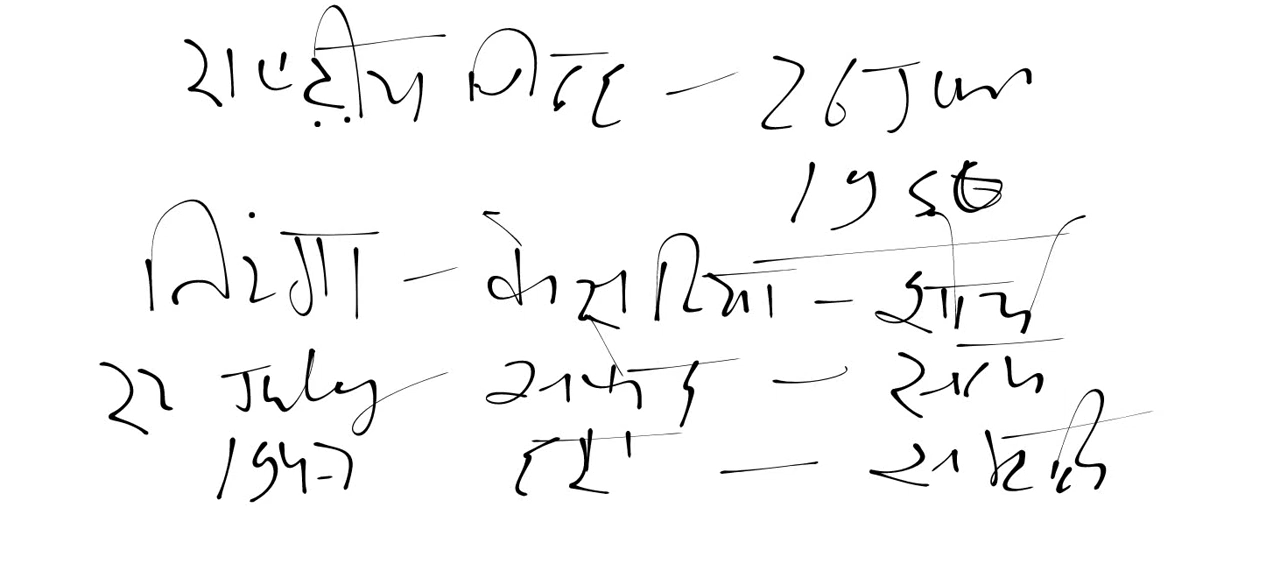 राष्ट्रीय चिन्ह – 26 Jan
1950
तिरंगा – केसरिया – शौर्य
22 July सफेद – सत्य
1947 हरा – समृद्धि